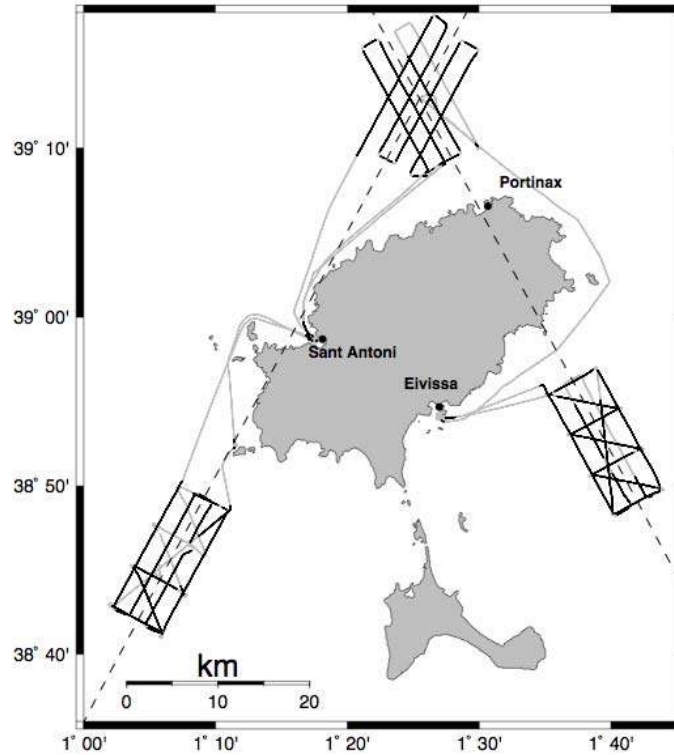 39˚ 10'
Portinax
39˚ 00'
Sant Antoni
Eivissa
38˚ 50'
38˚ 40'
km
0 10 20
1˚ 00' 1˚ 10' 1˚ 20' 1˚ 30' 1˚ 40'